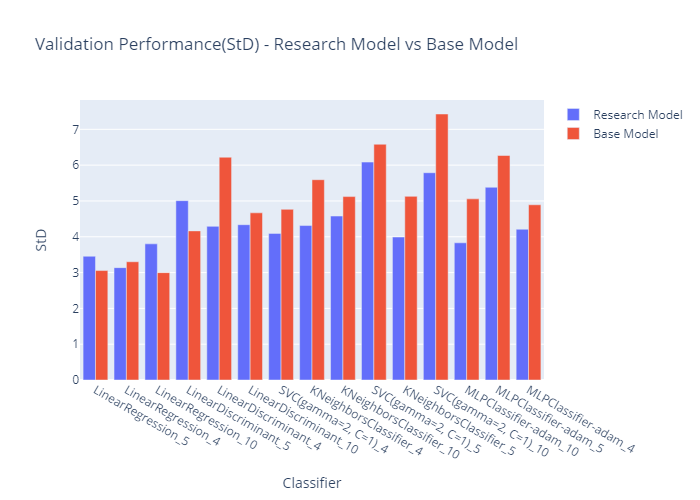 Validation Performance(StD) - Research Model vs Base Model
Research Model
Base Model
StD
7
6
5
4
3
2
1
0
LinearRegression_5
LinearRegression_4
LinearRegression_10
LinearDiscriminant_5
LinearDiscriminant_4
LinearDiscriminant_10
SVC(gamma=2, C=1)_4
KNeighborsClassifier_4
KNeighborsClassifier_10
SVC(gamma=2, C=1)_5
KNeighborsClassifier_5
SVC(gamma=2, C=1)_10
MLPClassifier-adam_10
MLPClassifier-adam_5
MLPClassifier-adam_4
Classifier